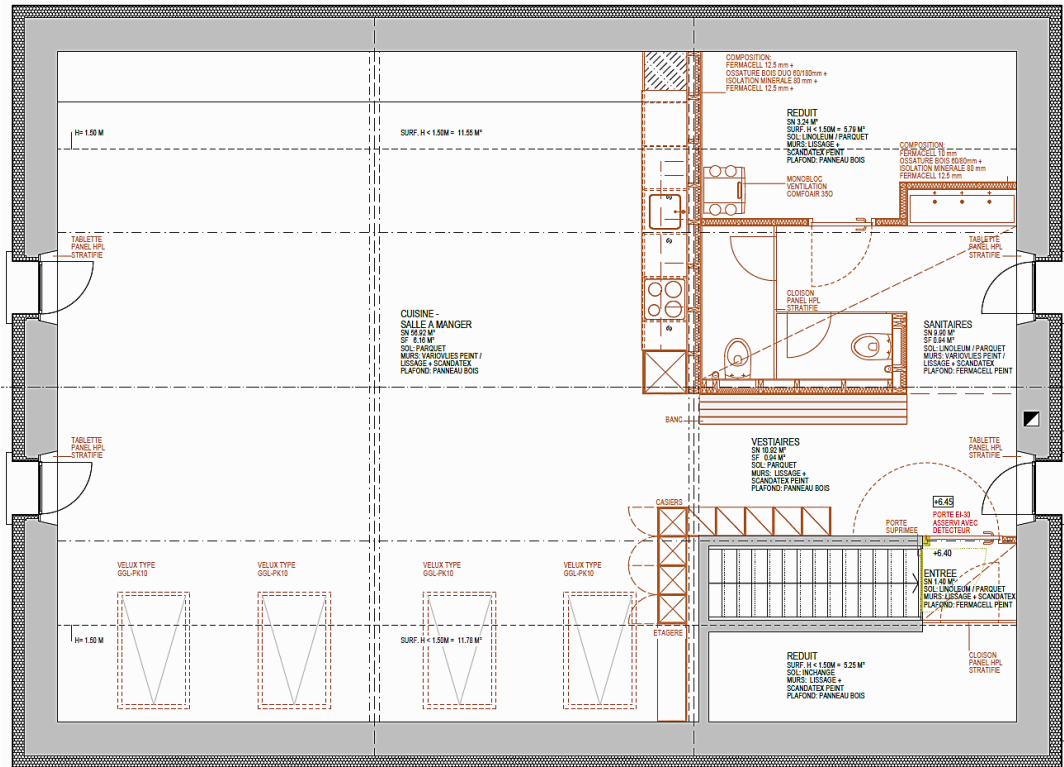 COMPOSITION:
FERMACELL 12.5 mm +
OSSATURE BOIS DUO 60/180mm +
ISOLATION MINERALE 80 mm +
FERMACELL 12.5 mm +
REDUIT
SN 3.24 M²
SURF. H < 1.50M = 5.79 M²
SOL: LINOLEUM / PARQUET
MURS: LISSAGE +
SCANDATEX PEINT
PLAFOND: PANNEAU BOIS
H= 1.50 M
SURF. H < 1.50M = 11.55 M²
COMPOSITION:
FERMACELL 10 mm
OSSATURE BOIS 60/80mm +
ISOLATION MINERALE 80 mm
FERMACELL 12.5 mm
MONOBLOC
VENTILATION
COMFOAIR 350
TABLETTE
PANEL HPL
STRATIFIE
TABLETTE
PANEL HPL
STRATIFIE
CLOISON
PANEL HPL
STRATIFIE
CUISINE -
SALLE A MANGER
SN 56.92 M²
SF 6.16 M²
SOL: PARQUET
MURS: VARIOVLIES PEINT /
LISSAGE + SCANDATEX
PLAFOND: PANNEAU BOIS
SANITAIRES
SN 9.90 M²
SF 0.94 M²
SOL: LINOLEUM / PARQUET
MURS: VARIOVLIES PEINT /
LISSAGE + SCANDATEX
PLAFOND: FERMACELL PEINT
BANC
TABLETTE
PANEL HPL
STRATIFIE
VESTIAIRES
SN 10.92 M²
SF 0.94 M²
SOL: PARQUET
MURS: LISSAGE +
SCANDATEX PEINT
PLAFOND: PANNEAU BOIS
TABLETTE
PANEL HPL
STRATIFIE
CASIERS
+6.45
PORTE EI-30
ASSERVI AVEC
DETECTEUR
PORTE
SUPRIMEE
+6.40
ENTREE
SN 1.40 M²
SOL: LINOLEUM / PARQUET
MURS: LISSAGE + SCANDATEX
PLAFOND: FERMACELL PEINT
VELUX TYPE
GGL-PK10
VELUX TYPE
GGL-PK10
VELUX TYPE
GGL-PK10
VELUX TYPE
GGL-PK10
H= 1.50 M
SURF. H < 1.50M = 11.78 M²
ETAGERE
REDUIT
SURF. H < 1.50M = 5.25 M²
SOL: INCHANGE
MURS: LISSAGE +
SCANDATEX PEINT
PLAFOND: PANNEAU BOIS
CLOISON
PANEL HPL
STRATIFIE